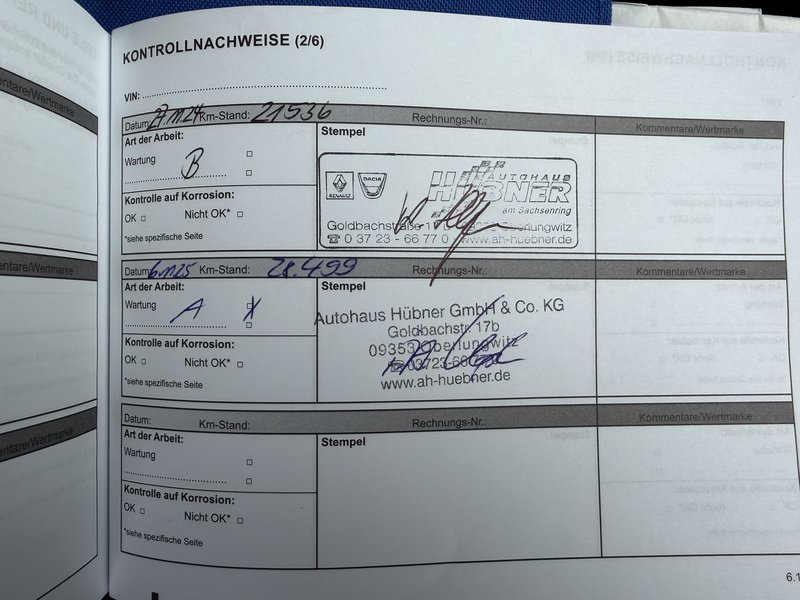 KONTROLLNACHWEISE (2/6)
VIN:
Datum: 27.11.24 Km-Stand: 21536 Rechnungs-Nr.: Kommentare/Wertmarke
Art der Arbeit: Stempel
Wartung B
Kontrolle auf Korrosion:
OK Nicht OK*
*siehe spezifische Seite
RENAULT DACIA AUTOHAUS
HÜBNER
am Sachsenring
Goldbachstraße Oberlungwitz
☎ 0 37 23 - 66 77 0 www.ah-huebner.de
Datum: 6.11.25 Km-Stand: 28.499 Rechnungs-Nr.: Kommentare/Wertmarke
Art der Arbeit: Stempel
Wartung A X
Kontrolle auf Korrosion:
OK Nicht OK*
*siehe spezifische Seite
Autohaus Hübner GmbH & Co. KG
Goldbachstr. 17b
09353 Oberlungwitz
www.ah-huebner.de
Datum: Km-Stand: Rechnungs-Nr.: Kommentare/Wertmarke
Art der Arbeit: Stempel
Wartung
Kontrolle auf Korrosion:
OK Nicht OK*
*siehe spezifische Seite